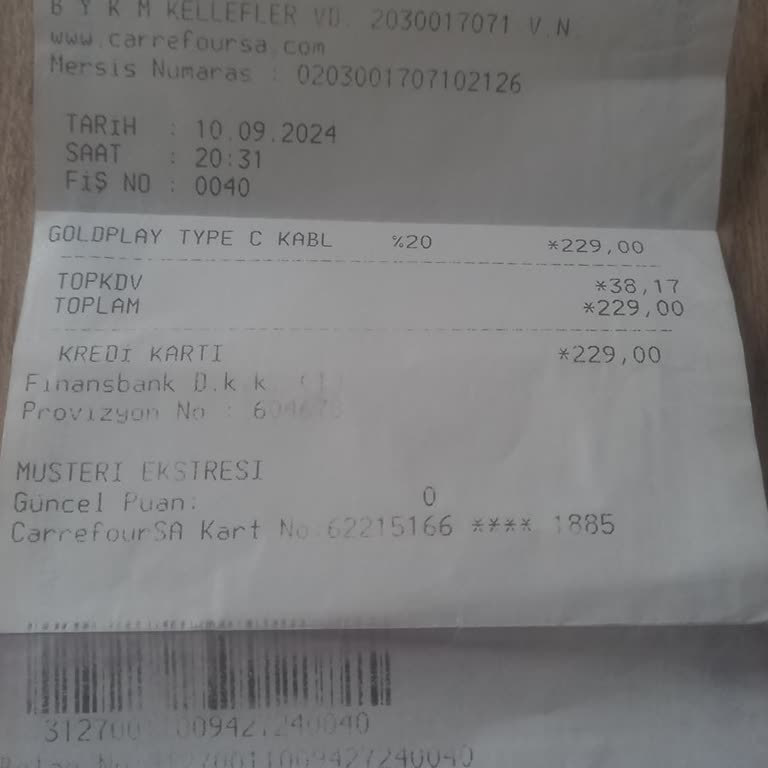 B Y K M KELLEFLER VD. 2030017071 V.N
www.carrefoursa.com
Mersis Numaras : 0203001707102126
TARİH : 10.09.2024
SAAT : 20:31
FİŞ NO : 0040
GOLDPLAY TYPE C KABL %20 *229,00
TOPKDV *38,17
TOPLAM *229,00
KREDİ KARTI *229,00
Finansbank D.k.k. (1)
Provizyon No : 604678
MUSTERI EKSTRESI
Güncel Puan: 0
CarrefourSA Kart No 62215166 **** 1885